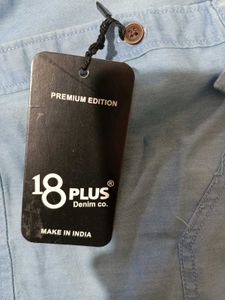 PREMIUM EDITION
18 PLUS®
Denim co.
MAKE IN INDIA